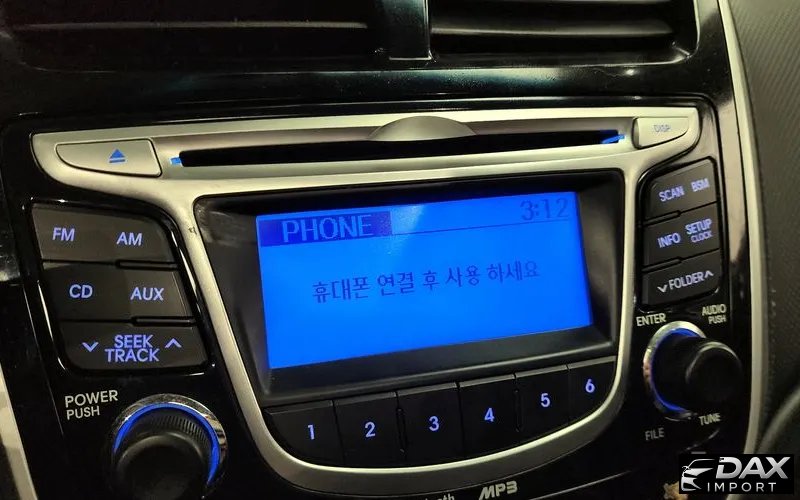 DISP
PHONE 3:12
휴대폰 연결 후 사용 하세요
FM AM
CD AUX
SEEK
TRACK
POWER
PUSH
SCAN BSM
INFO SETUP
CLOCK
FOLDER
ENTER
AUDIO
PUSH
TUNE
FILE
1 2 3 4 5 6
MP3
DAX
IMPORT